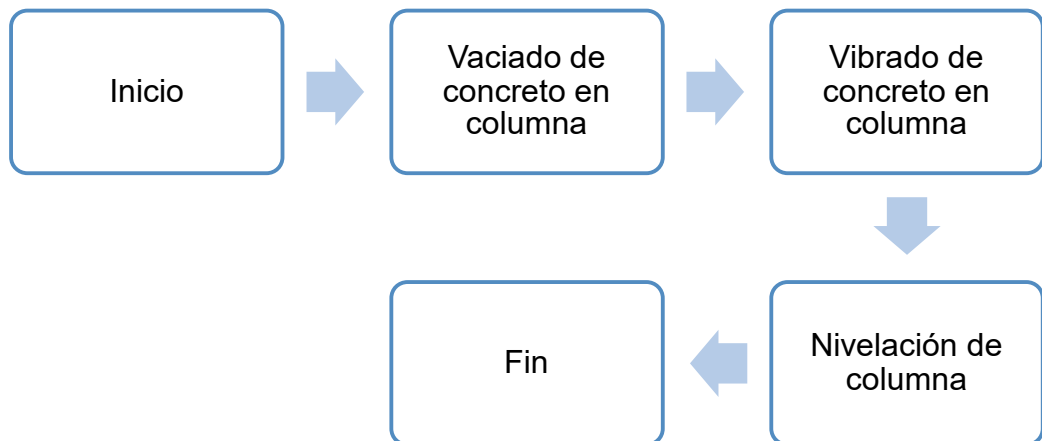 Inicio
Vaciado de
concreto en
columna
Vibrado de
concreto en
columna
Nivelación de
columna
Fin